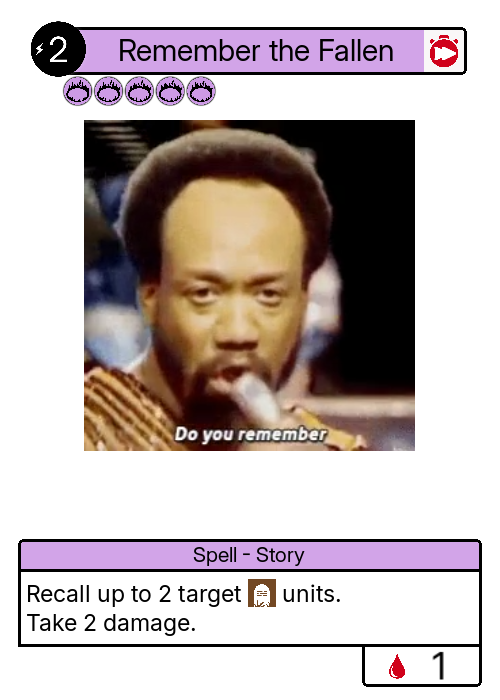 2
Remember the Fallen
Do you remember
Spell - Story
Recall up to 2 target units.
Take 2 damage.
1